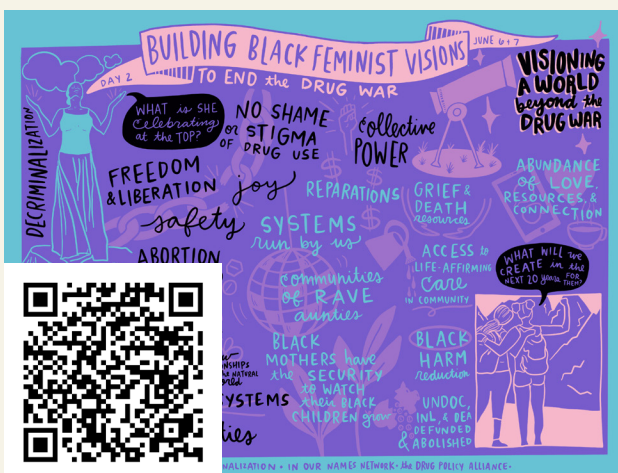 BUILDING BLACK FEMINIST VISIONS
DAY 2
JUNE 6+7
TO END the DRUG WAR
VISIONING
A WORLD
beyond the
DRUG WAR
DECRIMINALIZATION
WHAT is SHE
Celebrating
at the TOP?
NO SHAME
or STIGMA
OF DRUG USE
collective
POWER
FREEDOM
& LIBERATION
joy
safety
ABORTION
REPARATIONS
GRIEF &
DEATH
resources
ABUNDANCE
of LOVE,
RESOURCES, &
CONNECTION
SYSTEMS
run by us
communities
OF RAVE
aunties
ACCESS to
LIFE-AFFIRMING
Care
IN COMMUNITY
WHAT WILL WE
CREATE in the
NEXT 20 years FOR
THEM?
BLACK
MOTHERS have
the SECURITY
to WATCH
their BLACK
CHILDREN grow
BLACK
HARM
reduction
UNDOC,
INL, & DEA
DEFUNDED
& ABOLISHED
NSHIPS
NATURAL
YSTEMS
ties
NALIZATION • IN OUR NAMES NETWORK • the DRUG POLICY ALLIANCE •